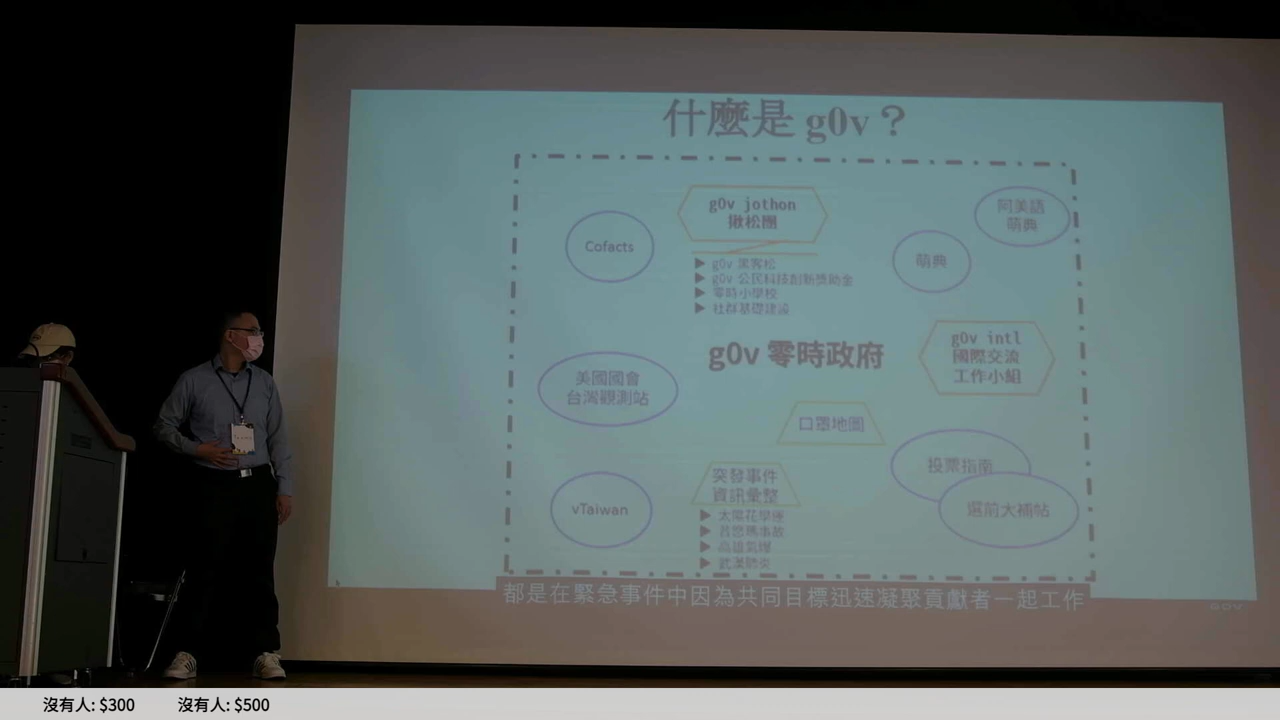 什麼是 g0v？
g0v jothon
揪松團
阿美語
萌典
Cofacts
萌典
▶ g0v 黑客松
▶ g0v 公民科技創新獎助金
▶ 零時小學校
▶ 社群基礎建設
g0v 零時政府
g0v intl
國際交流
工作小組
美國國會
台灣觀測站
口罩地圖
投票指南
突發事件
資訊彙整
vTaiwan
選前大補帖
▶ 太陽花學運
▶ 普悠瑪事故
▶ 高雄氣爆
▶ 武漢肺炎
都是在緊急事件中因為共同目標迅速凝聚貢獻者一起工作
沒有人: $300
沒有人: $500